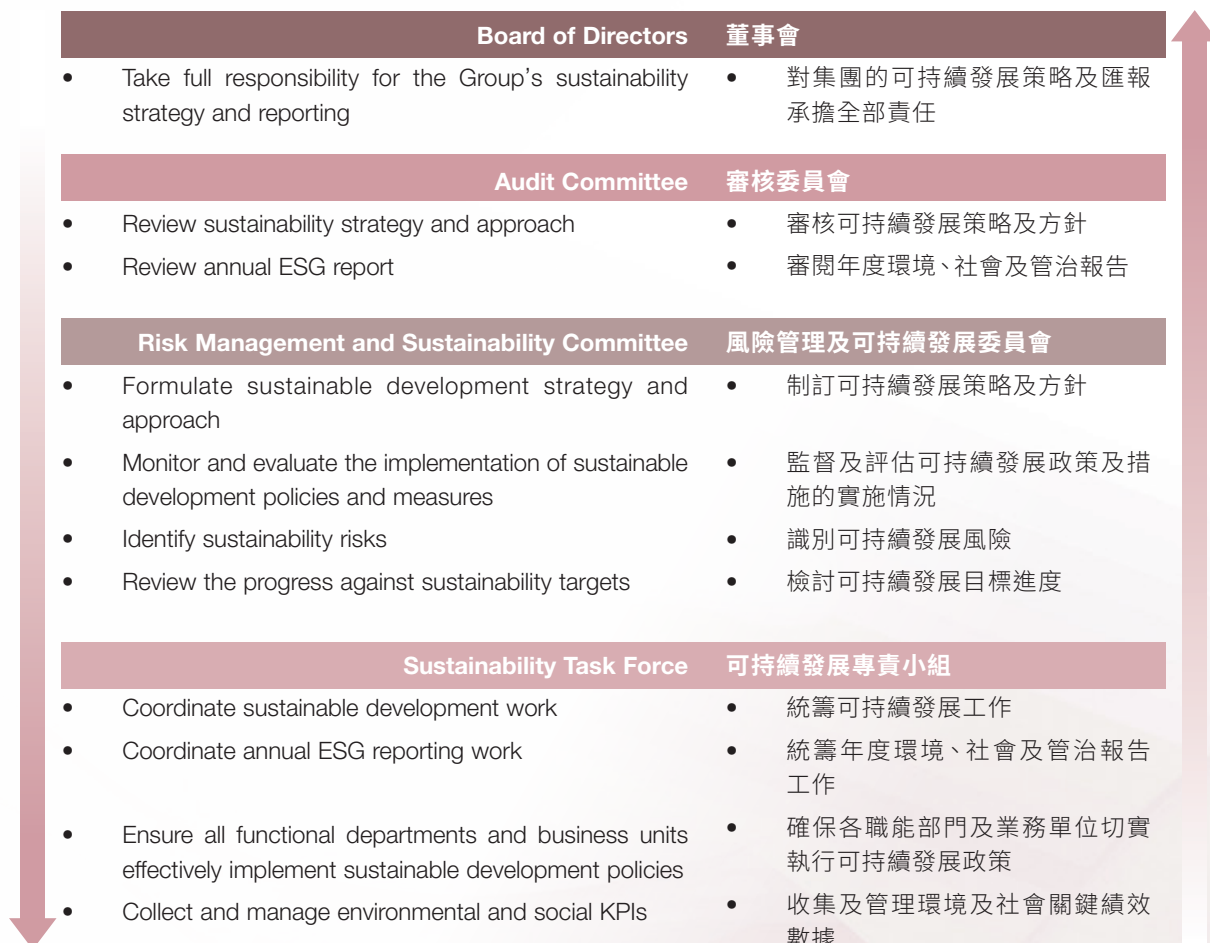 Board of Directors 董事會
• Take full responsibility for the Group's sustainability
strategy and reporting
• 對集團的可持續發展策略及匯報
承擔全部責任
Audit Committee 審核委員會
• Review sustainability strategy and approach
• 審核可持續發展策略及方針
• Review annual ESG report
• 審閱年度環境、社會及管治報告
Risk Management and Sustainability Committee 風險管理及可持續發展委員會
• Formulate sustainable development strategy and
approach
• 制訂可持續發展策略及方針
• Monitor and evaluate the implementation of sustainable
development policies and measures
• 監督及評估可持續發展政策及措
施的實施情況
• Identify sustainability risks
• 識別可持續發展風險
• Review the progress against sustainability targets
• 檢討可持續發展目標進度
Sustainability Task Force 可持續發展專責小組
• Coordinate sustainable development work
• 統籌可持續發展工作
• Coordinate annual ESG reporting work
• 統籌年度環境、社會及管治報告
工作
• Ensure all functional departments and business units
effectively implement sustainable development policies
• 確保各職能部門及業務單位切實
執行可持續發展政策
• Collect and manage environmental and social KPIs
• 收集及管理環境及社會關鍵績效
數據